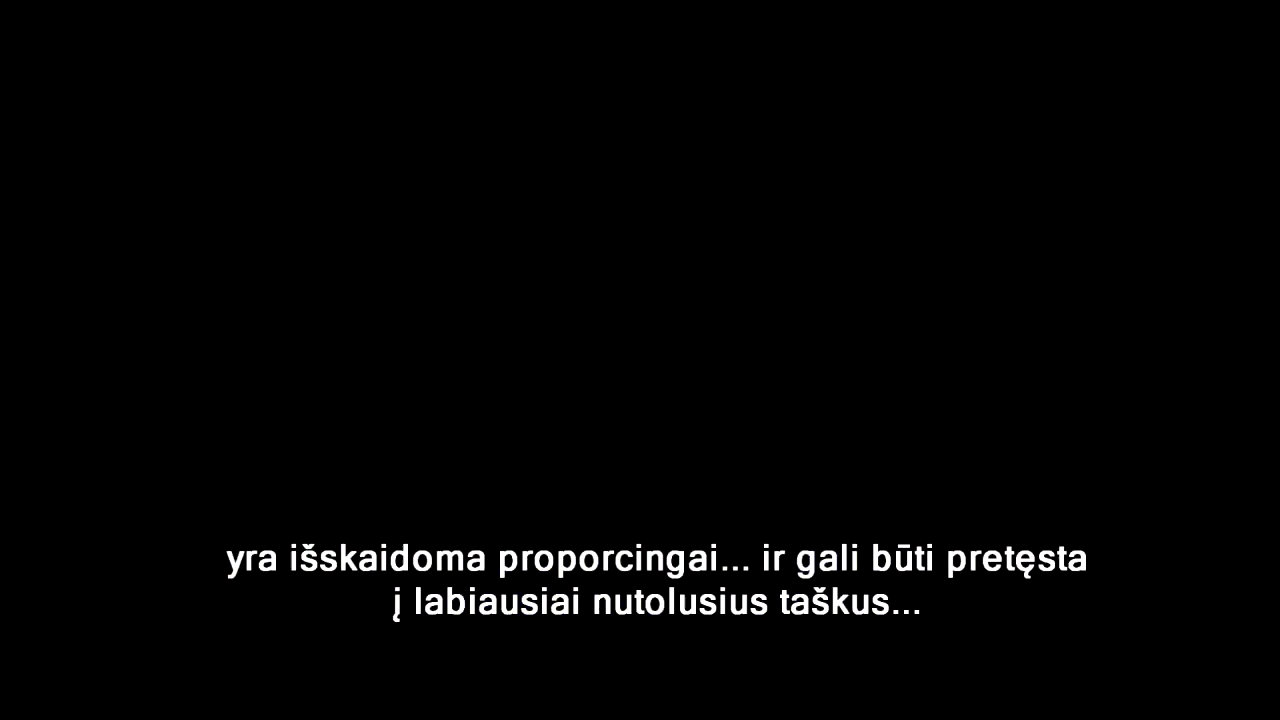 yra išskaidoma proporcingai... ir gali būti pretęsta
į labiausiai nutolusius taškus...